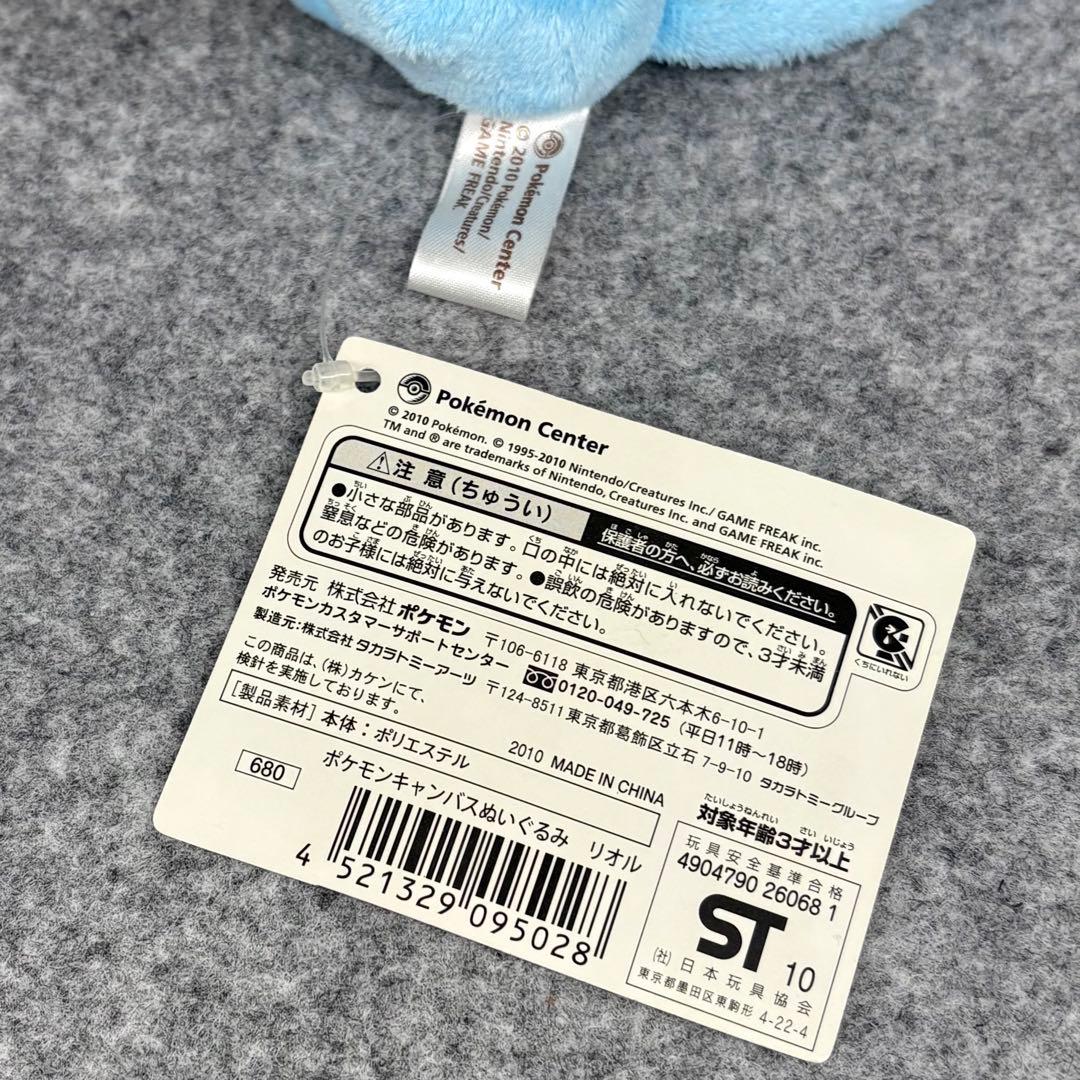 Pokémon Center
© 2010 Pokémon/
Nintendo/Creatures/
GAME FREAK
Pokémon Center
© 2010 Pokémon. © 1995-2010 Nintendo/Creatures Inc./ GAME FREAK inc.
TM and ® are trademarks of Nintendo, Creatures Inc. and GAME FREAK inc.
⚠注意(ちゅうい)
保護者の方へ、必ずお読みください。
●小さな部品があります。口の中には絶対に入れないでください。
窒息などの危険があります。●誤飲の危険がありますので、3才未満
のお子様には絶対に与えないでください。
くちにいれない
発売元 株式会社 ポケモン 〒106-6118 東京都港区六本木6-10-1
ポケモンカスタマーサポートセンター 0120-049-725 (平日11時～18時)
製造元:株式会社 タカラトミーアーツ 〒124-8511 東京都葛飾区立石 7-9-10 タカラトミーグループ
この商品は、(株)カケンにて、
検針を実施しております。
2010 MADE IN CHINA
[製品素材] 本体：ポリエステル
680
ポケモンキャンバスぬいぐるみ リオル
4 521329 095028
たいしょうねんれい さい いじょう
対象年齢3才以上
玩具安全基準合格
4904790 26068 1
ST 10
(社)日本玩具協会
東京都墨田区東駒形 4-22-4